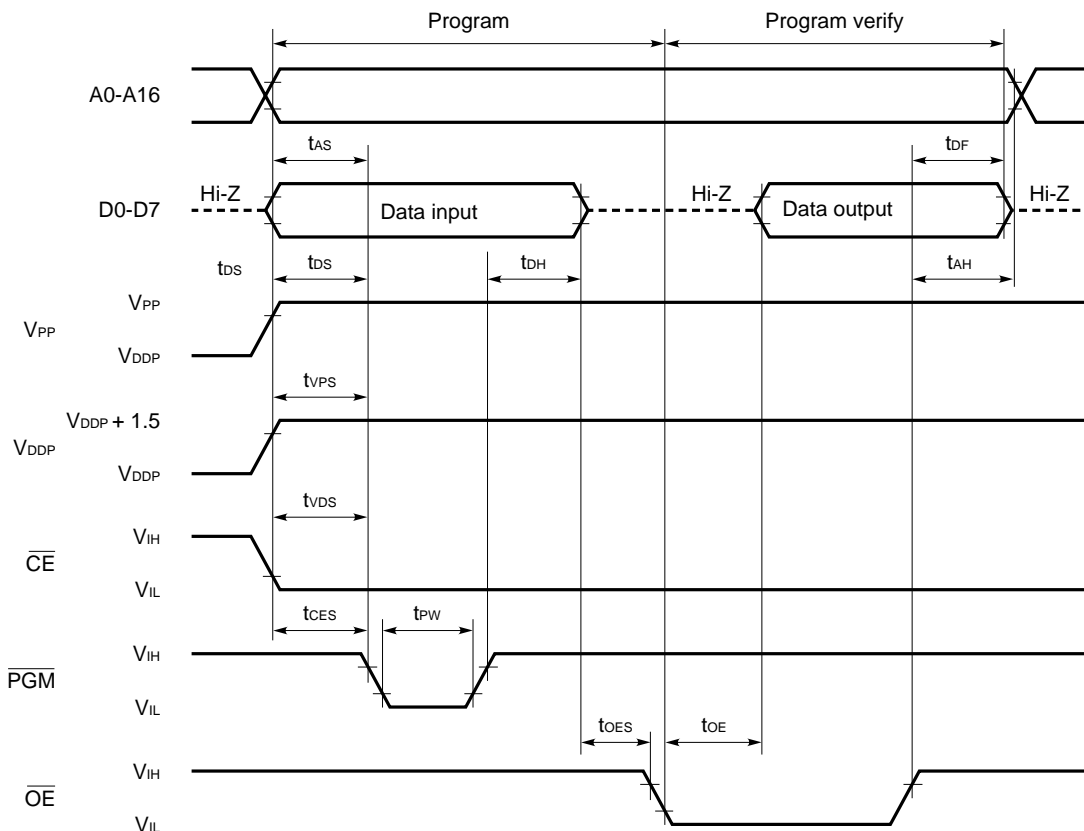 Program Program verify
A0-A16
tAS tDF
Hi-Z Hi-Z Hi-Z
D0-D7 Data input Data output
tDS tDS tDH tAH
VPP
VPP
VDDP
tVPS
VDDP + 1.5
VDDP
VDDP
tVDS
VIH
CE
VIL
tCES tPW
VIH
PGM
VIL
tOES tOE
VIH
OE
VIL